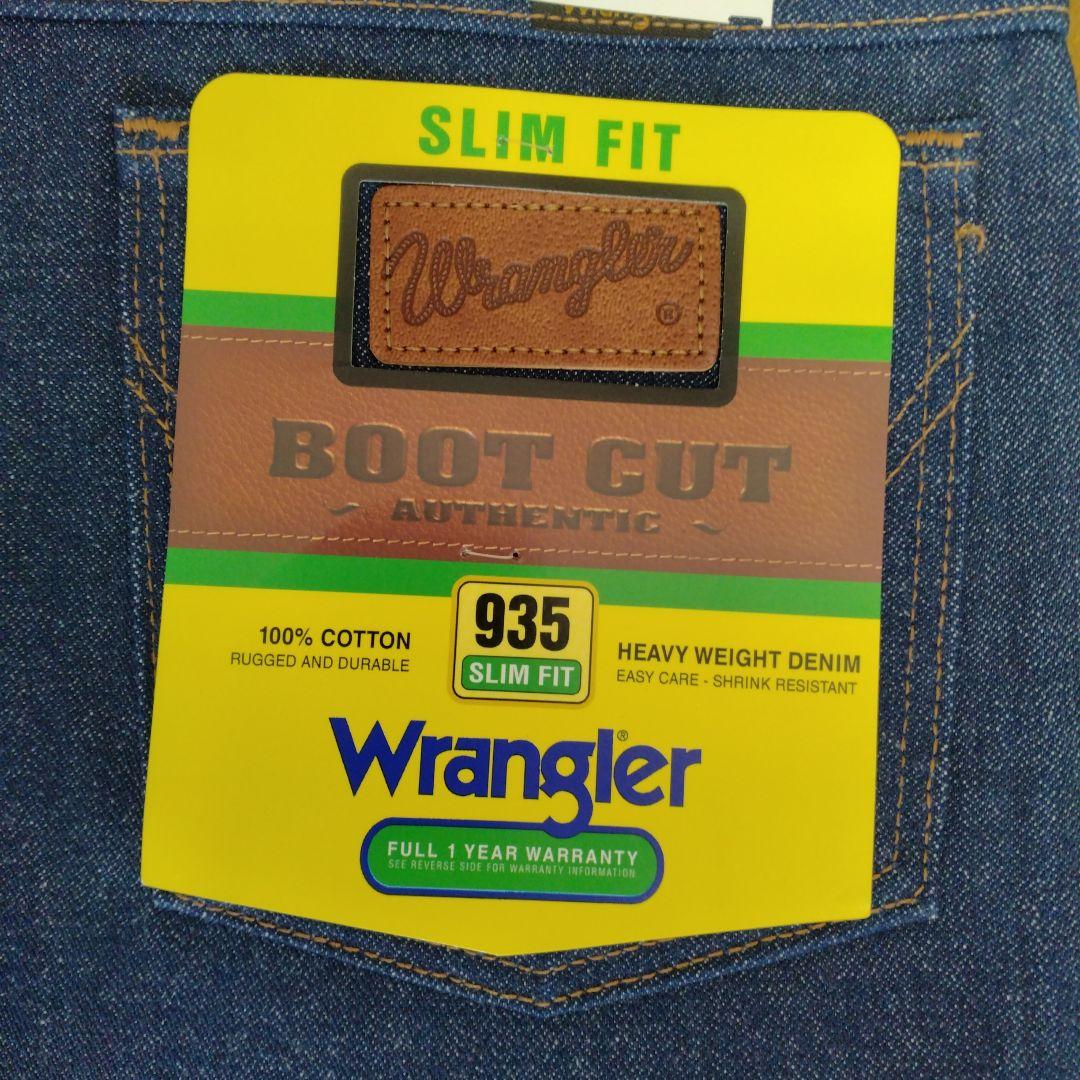 SLIM FIT
Wrangler
®
BOOT CUT
AUTHENTIC
935
SLIM FIT
100% COTTON
RUGGED AND DURABLE
HEAVY WEIGHT DENIM
EASY CARE - SHRINK RESISTANT
Wrangler®
FULL 1 YEAR WARRANTY
SEE REVERSE SIDE FOR WARRANTY INFORMATION